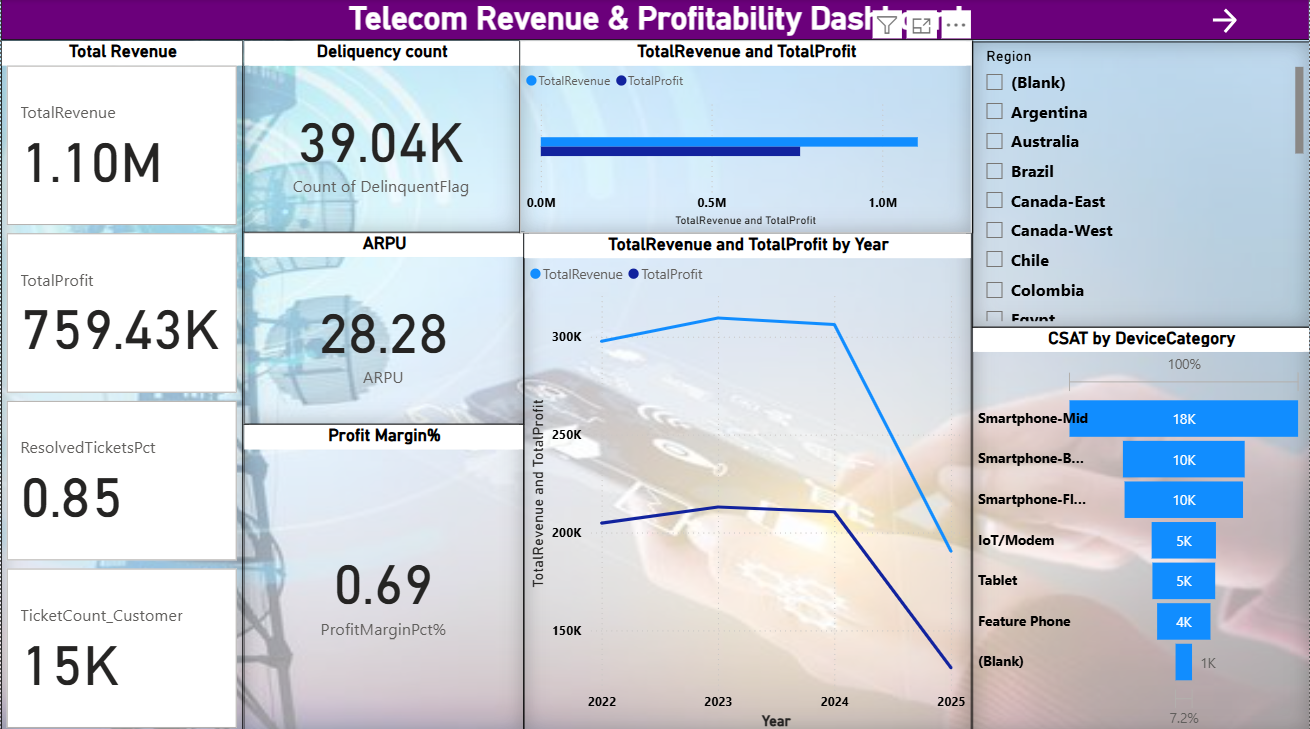 Telecom Revenue & Profitability
Total Revenue
TotalRevenue
1.10M
TotalProfit
759.43K
ResolvedTicketsPct
0.85
TicketCount_Customer
15K
Deliquency count
39.04K
Count of DelinquentFlag
ARPU
28.28
ARPU
Profit Margin%
0.69
ProfitMarginPct%
TotalRevenue and TotalProfit
TotalRevenue TotalProfit
0.0M 0.5M 1.0M
TotalRevenue and TotalProfit
TotalRevenue and TotalProfit by Year
TotalRevenue TotalProfit
TotalRevenue and TotalProfit
300K
250K
200K
150K
2022 2023 2024 2025
Year
Region
(Blank)
Argentina
Australia
Brazil
Canada-East
Canada-West
Chile
Colombia
Egypt
CSAT by DeviceCategory
100%
Smartphone-Mid 18K
Smartphone-B... 10K
Smartphone-Fl... 10K
IoT/Modem 5K
Tablet 5K
Feature Phone 4K
(Blank) 1K
7.2%